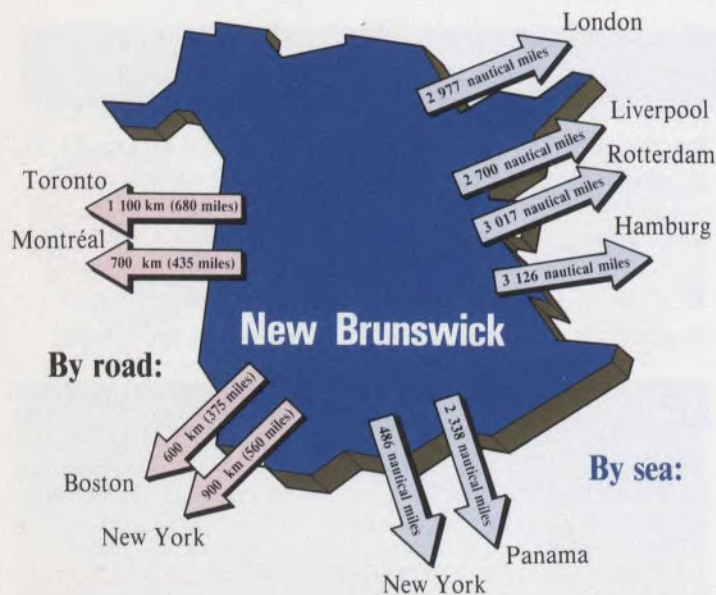 London
2 977 nautical miles
Liverpool
2 700 nautical miles
Rotterdam
3 017 nautical miles
Toronto
1 100 km (680 miles)
Hamburg
3 126 nautical miles
Montréal
700 km (435 miles)
New Brunswick
By road:
600 km (375 miles)
Boston
900 km (560 miles)
New York
By sea:
486 nautical miles
New York
2 338 nautical miles
Panama